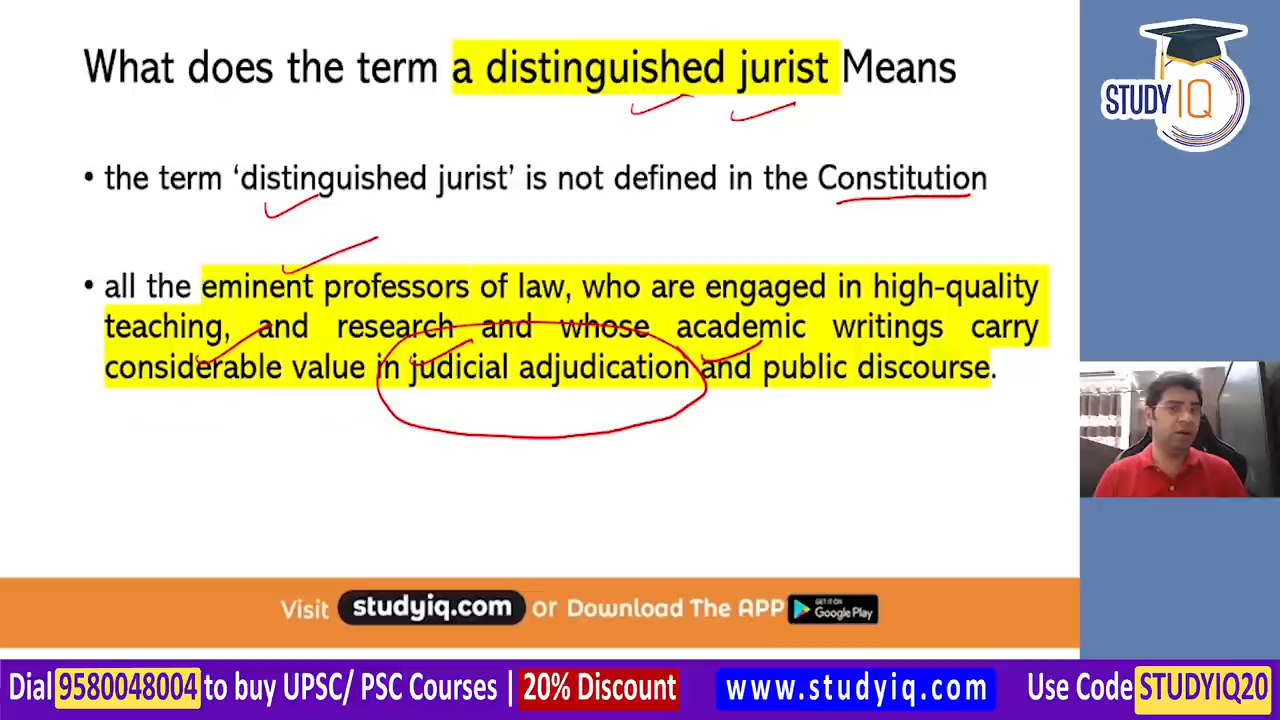 What does the term a distinguished jurist Means
STUDY IQ
• the term ‘distinguished jurist’ is not defined in the Constitution
• all the eminent professors of law, who are engaged in high-quality
teaching, and research and whose academic writings carry
considerable value in judicial adjudication and public discourse.
Visit studyiq.com or Download The APP GET IT ON Google Play
Dial 9580048004 to buy UPSC/ PSC Courses | 20% Discount www.studyiq.com Use Code STUDYIQ20